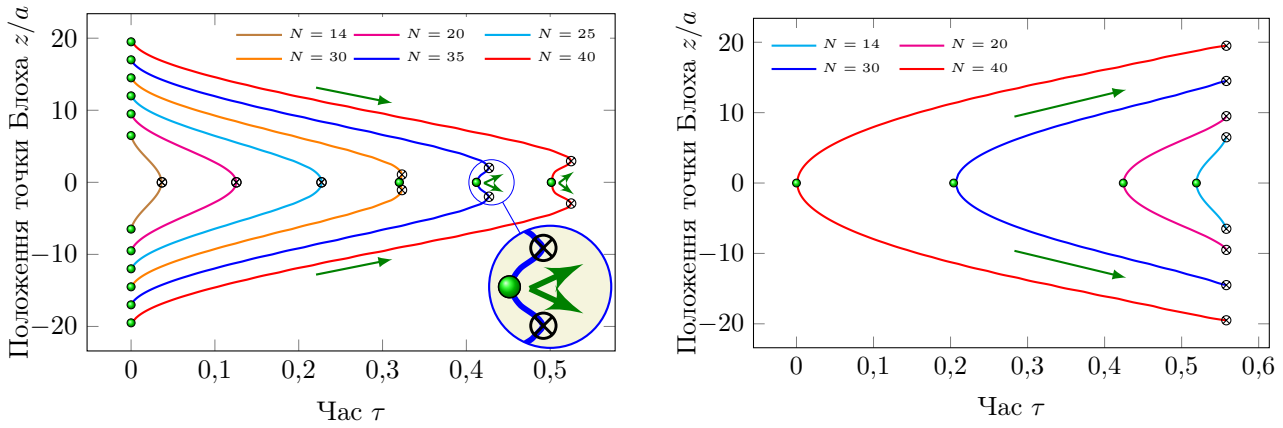 Положення точки Блоха z/a
20
10
0
−10
−20
N = 14
N = 20
N = 25
N = 30
N = 35
N = 40
0
0,1
0,2
0,3
0,4
0,5
Час τ
Положення точки Блоха z/a
20
10
0
−10
−20
N = 14
N = 20
N = 30
N = 40
0
0,1
0,2
0,3
0,4
0,5
0,6
Час τ